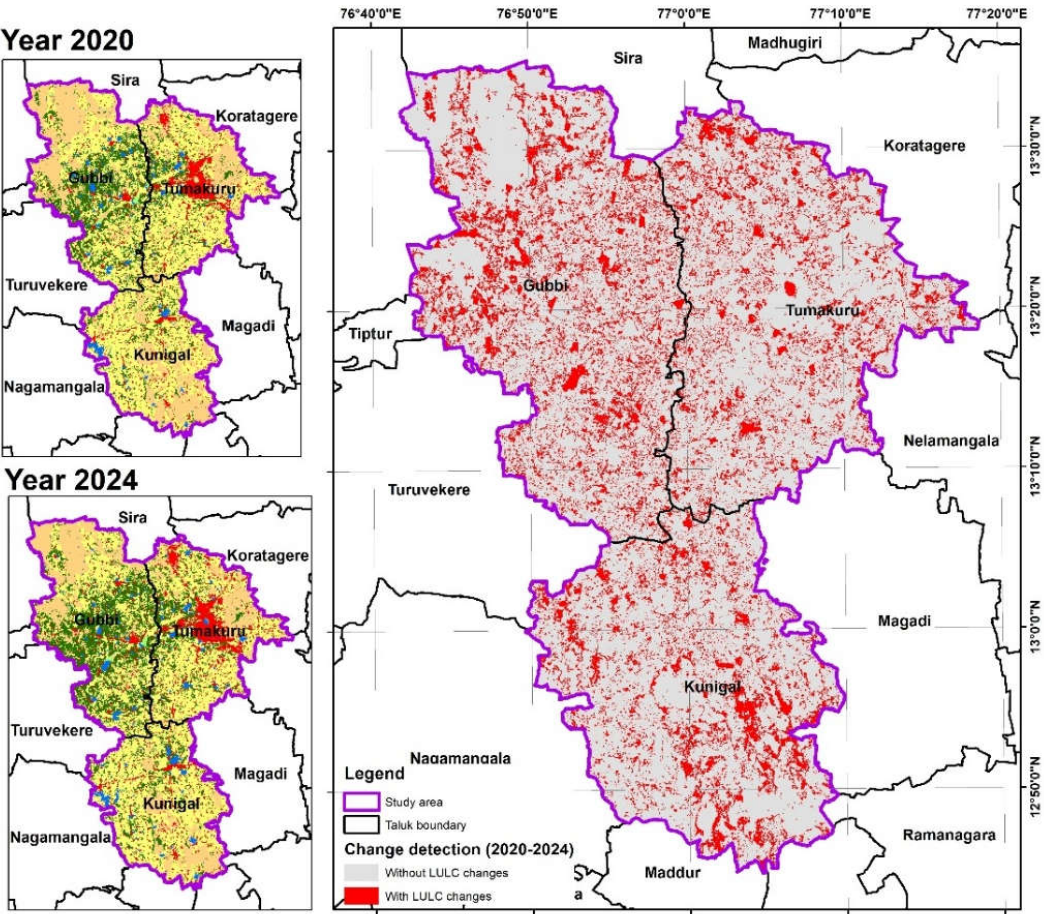 Year 2020
Sira
Koratagere
Gubbi
Tumakuru
Turuvekere
Magadi
Kunigal
Nagamangala
Year 2024
Sira
Koratagere
Gubbi
Tumakuru
Turuvekere
Magadi
Kunigal
Nagamangala
76°40'0"E 76°50'0"E 77°0'0"E 77°10'0"E 77°20'0"E
Madhugiri
Sira
Koratagere
13°30'0"N
Gubbi
Tumakuru
13°20'0"N
Tiptur
Nelamangala
13°10'0"N
Turuvekere
Magadi
13°0'0"N
Kunigal
Nagamangala
12°50'0"N
Ramanagara
Maddur
Legend
Study area
Taluk boundary
Change detection (2020-2024)
Without LULC changes
With LULC changes
S
a